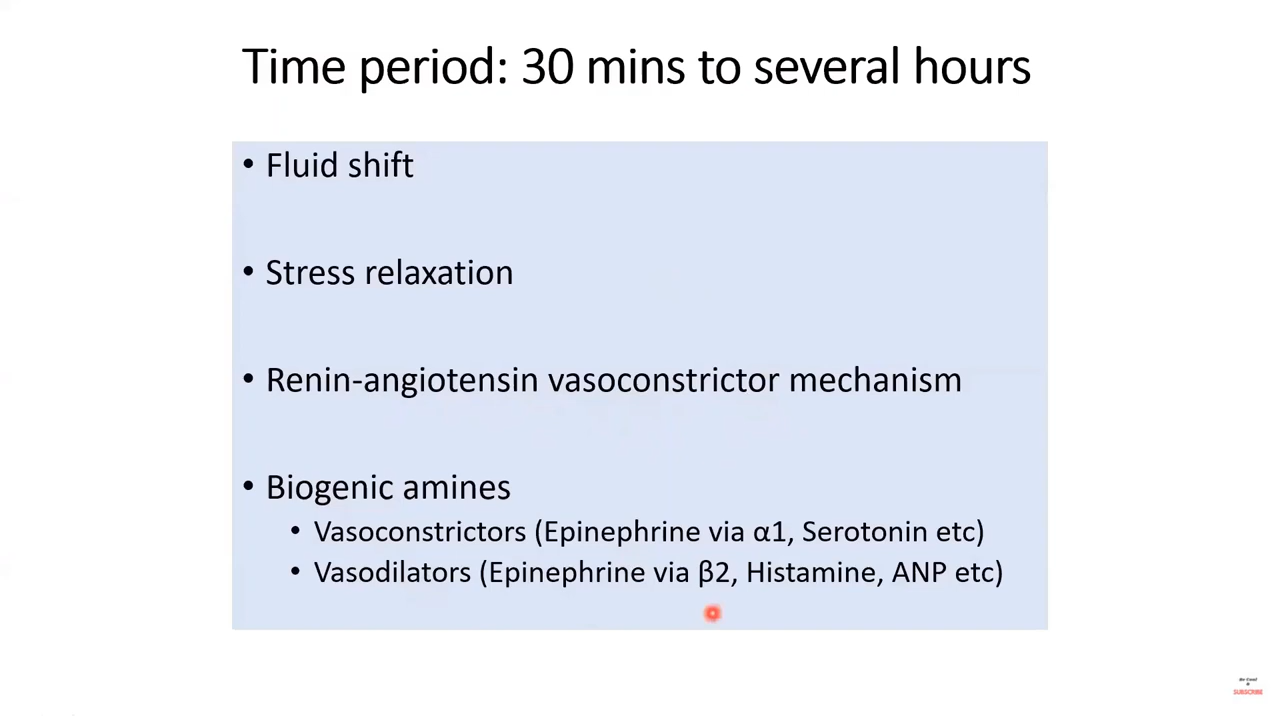 Time period: 30 mins to several hours
• Fluid shift
• Stress relaxation
• Renin-angiotensin vasoconstrictor mechanism
• Biogenic amines
• Vasoconstrictors (Epinephrine via α1, Serotonin etc)
• Vasodilators (Epinephrine via β2, Histamine, ANP etc)
SUBSCRIBE